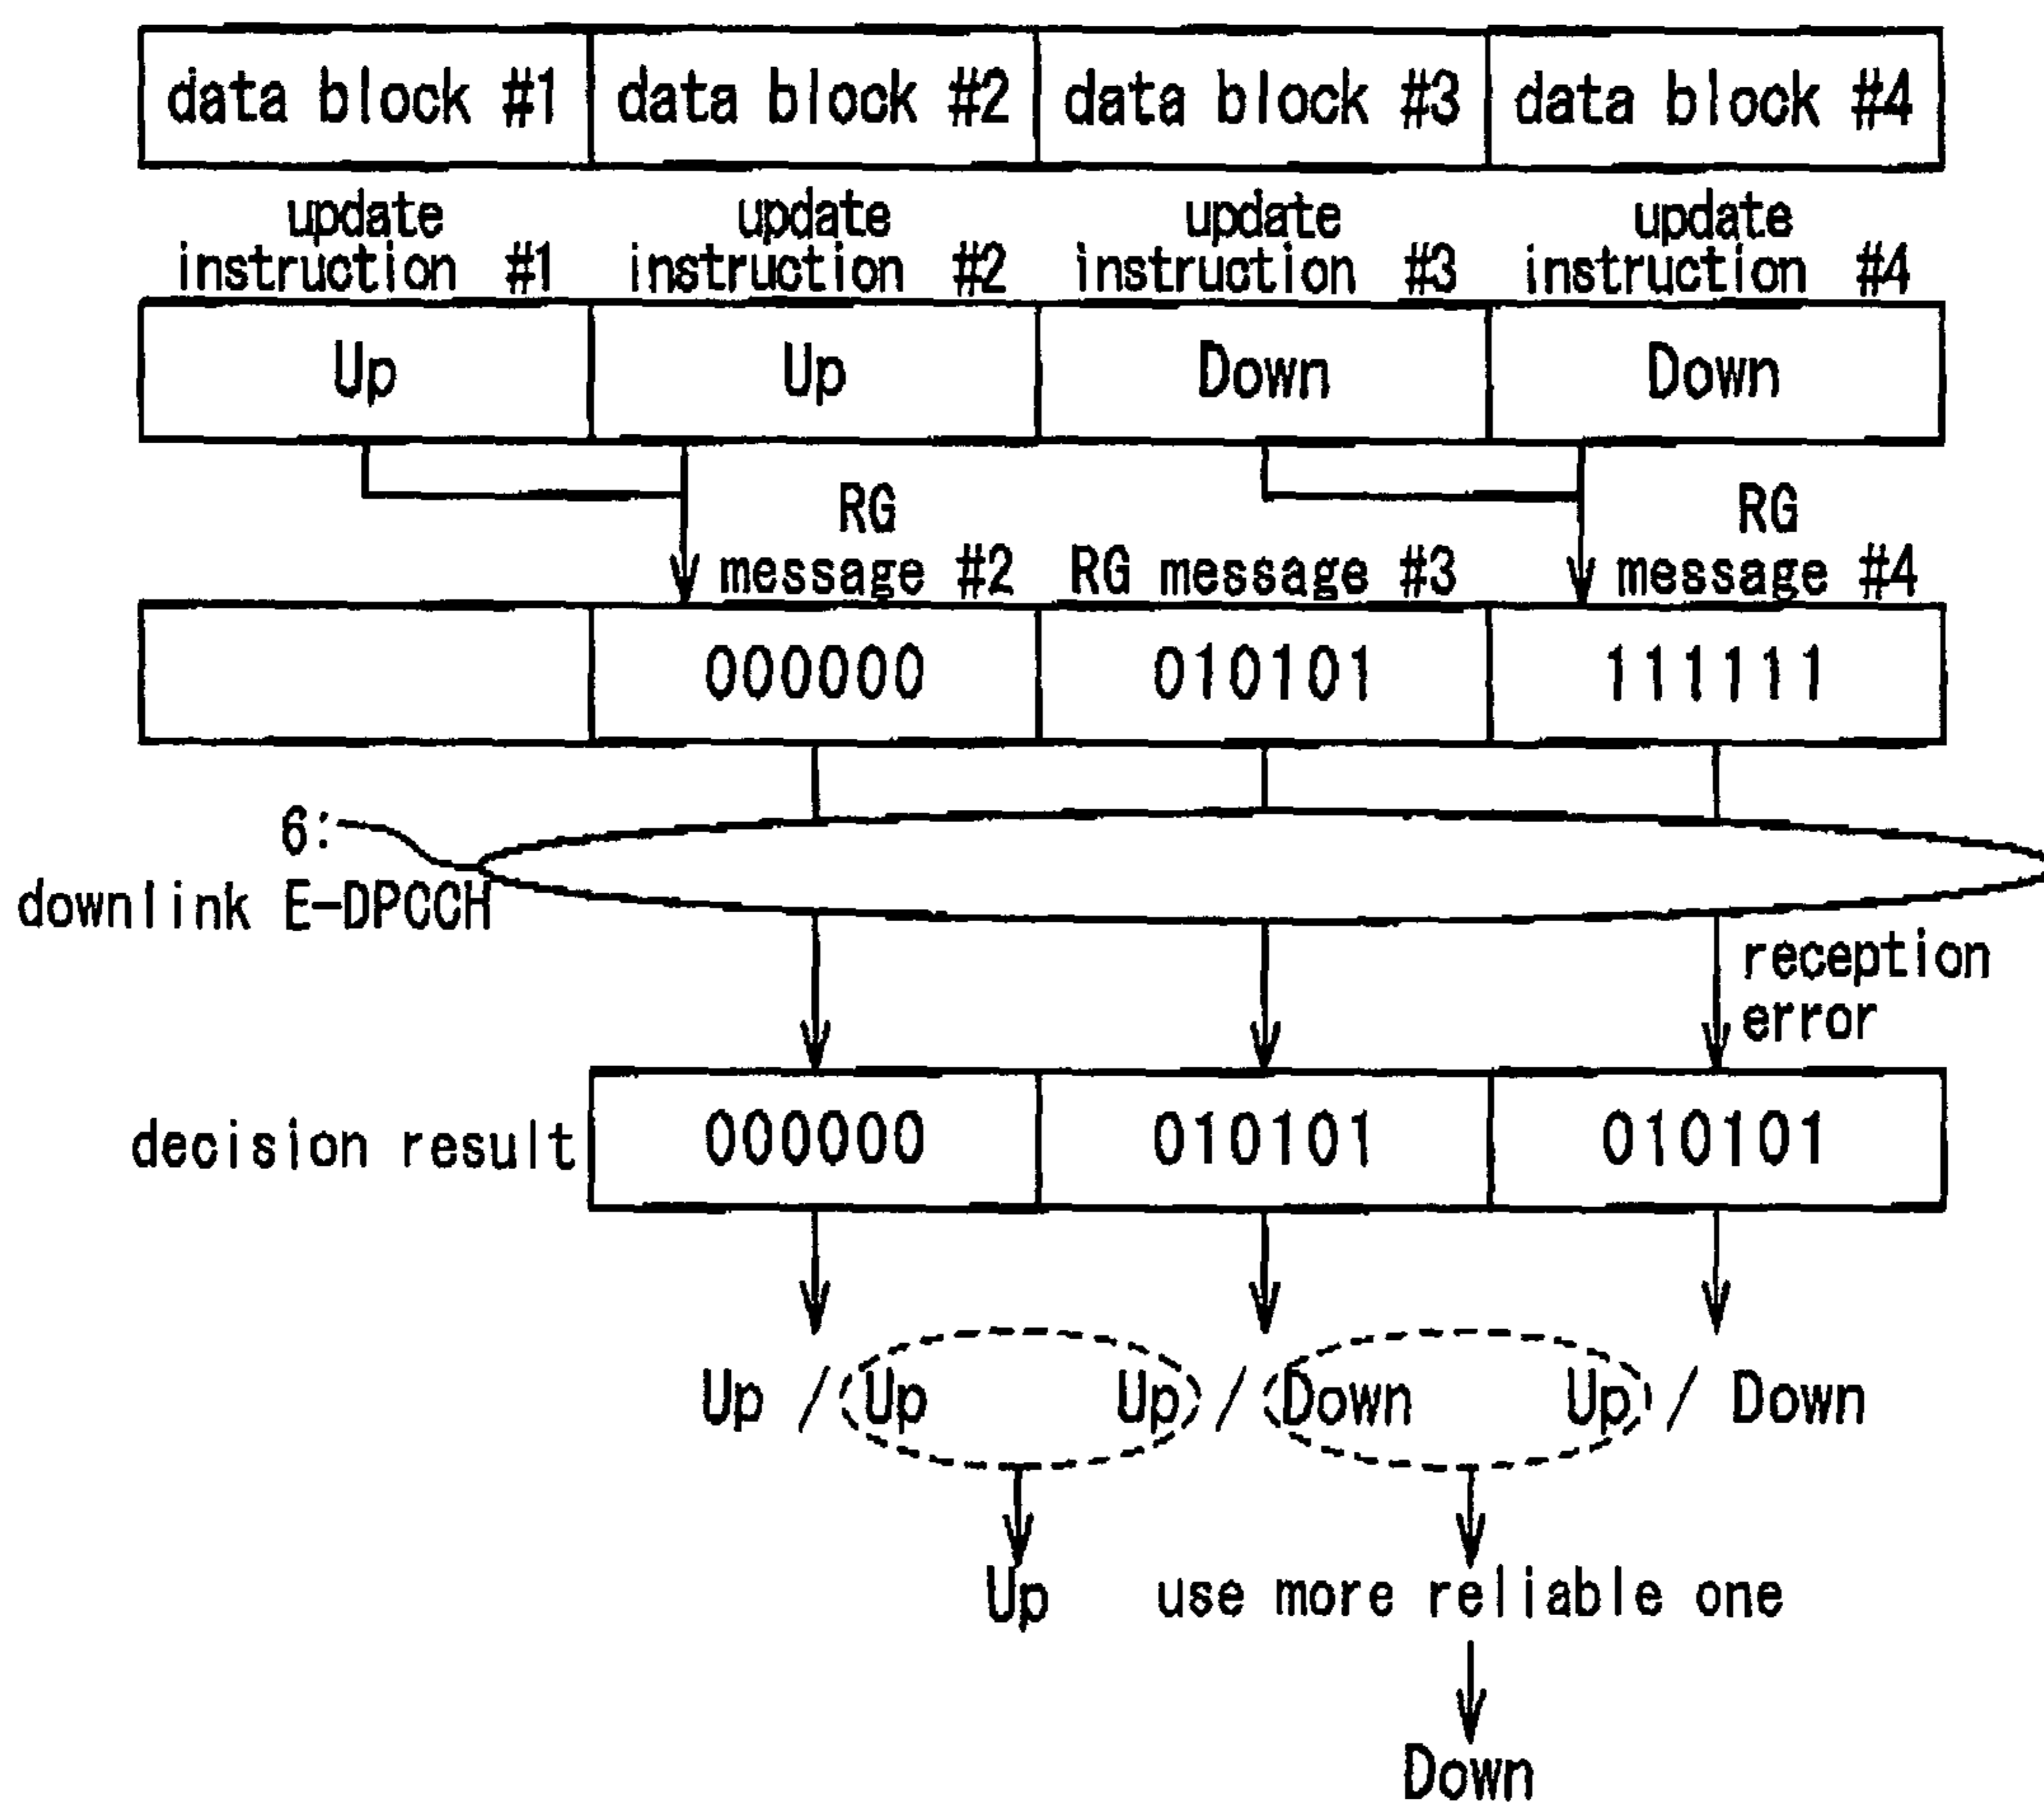 data block #1 data block #2 data block #3 data block #4
update instruction #1 update instruction #2 update instruction #3 update instruction #4
Up Up Down Down
RG message #2 RG message #3 RG message #4
000000 010101 111111
6:
downlink E-DPCCH
reception
error
decision result 000000 010101 010101
Up / Up Up / Down Up / Down
Up use more reliable one
Down